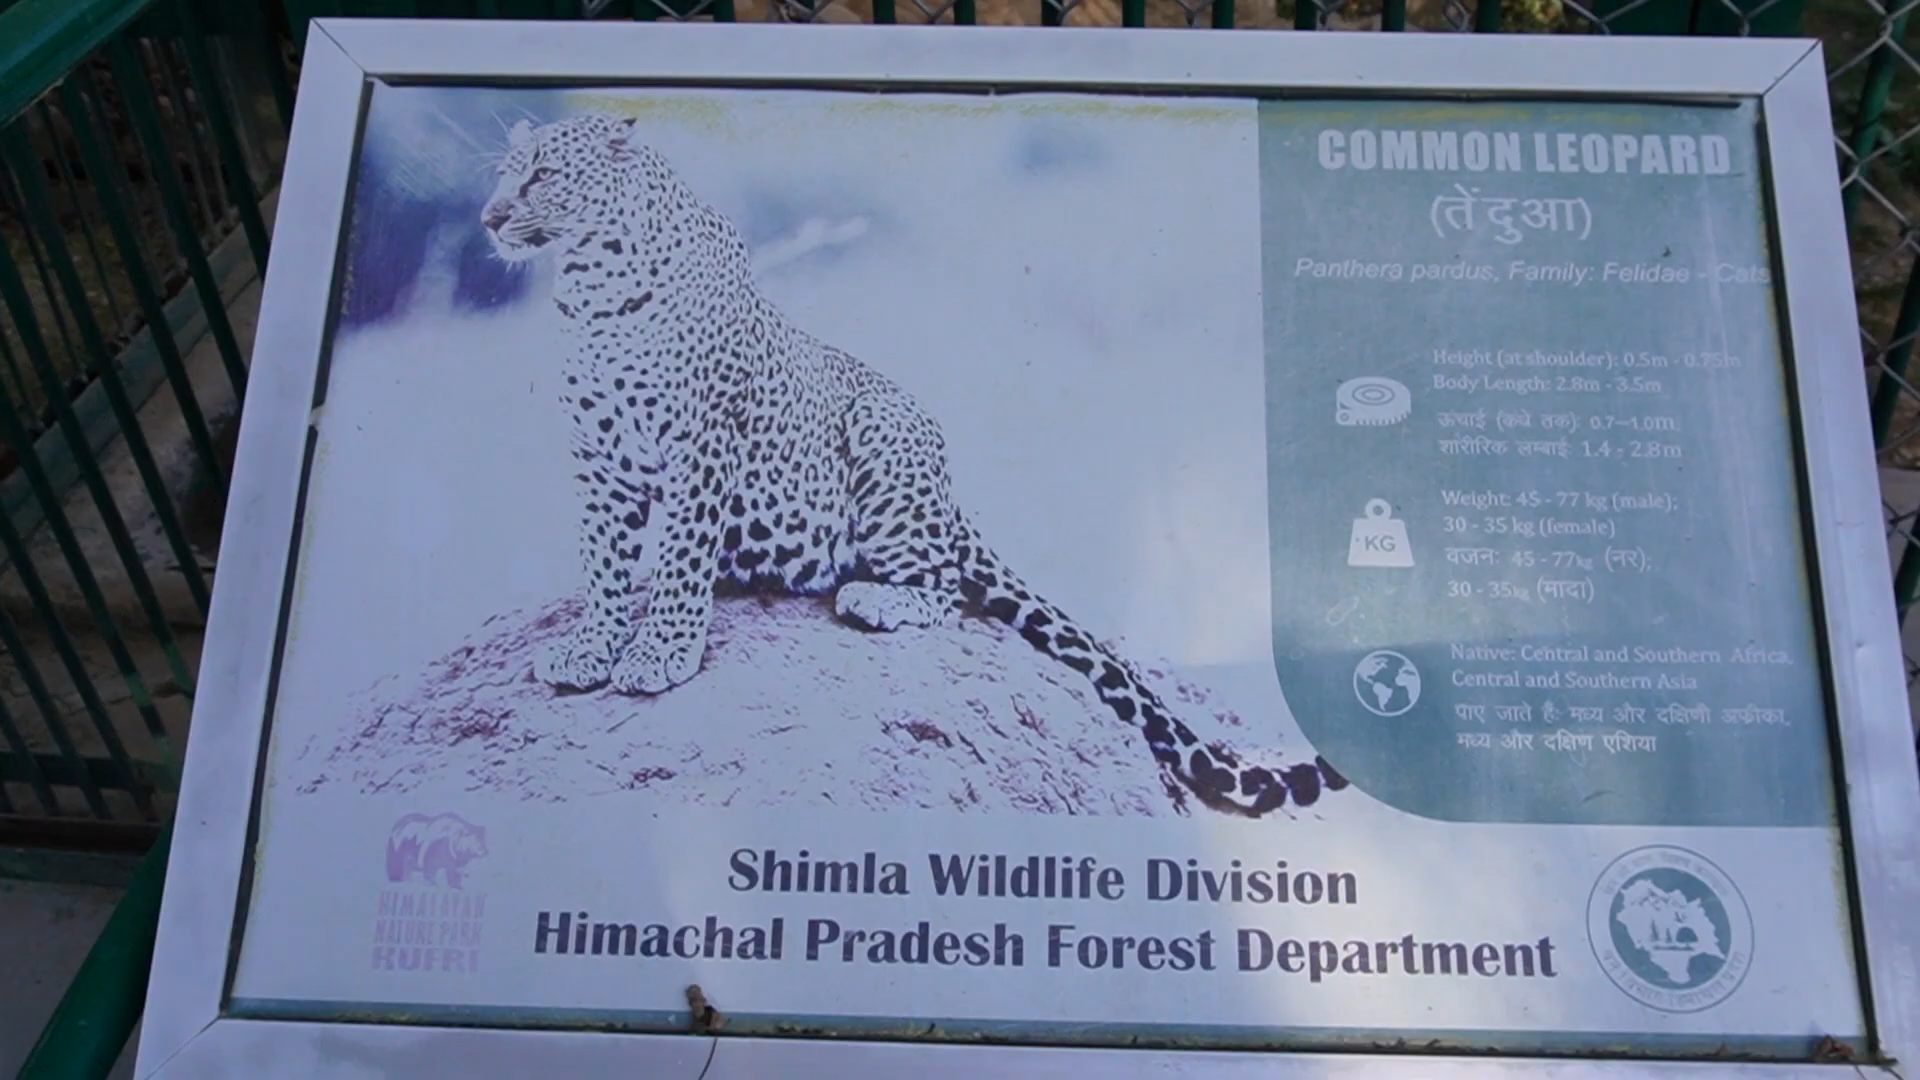 COMMON LEOPARD
(तेंदुआ)
Panthera pardus, Family: Felidae - Cats
Height (at shoulder): 0.5m - 0.75m
Body Length: 2.8m - 3.5m
ऊंचाई (कंधे तक): 0.7–1.0m,
शारीरिक लम्बाई: 1.4 - 2.8m
KG
Weight: 45 - 77 kg (male);
30 - 35 kg (female)
वजन: 45 - 77kg (नर);
30 - 35kg (मादा)
Native: Central and Southern Africa,
Central and Southern Asia
पाए जाते हैं: मध्य और दक्षिणी अफ्रीका,
मध्य और दक्षिण एशिया
HIMALAYAN
NATURE PARK
KUFRI
Shimla Wildlife Division
Himachal Pradesh Forest Department